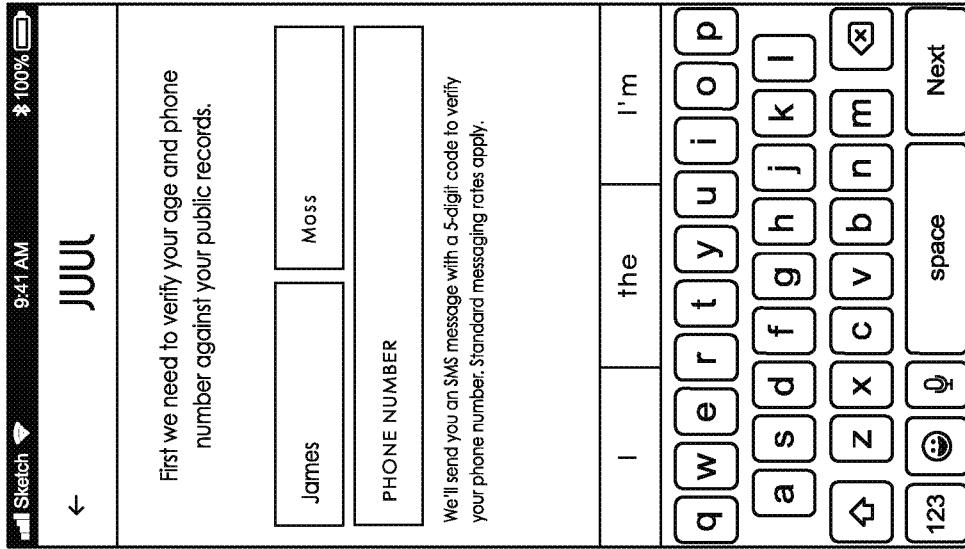 Sketch 9:41 AM 100%
JUUL
First we need to verify your age and phone
number against your public records.
James Moss
PHONE NUMBER
We'll send you an SMS message with a 5-digit code to verify
your phone number. Standard messaging rates apply.
I the I'm
q w e r t y u i o p
a s d f g h j k l
z x c v b n m
123 space Next